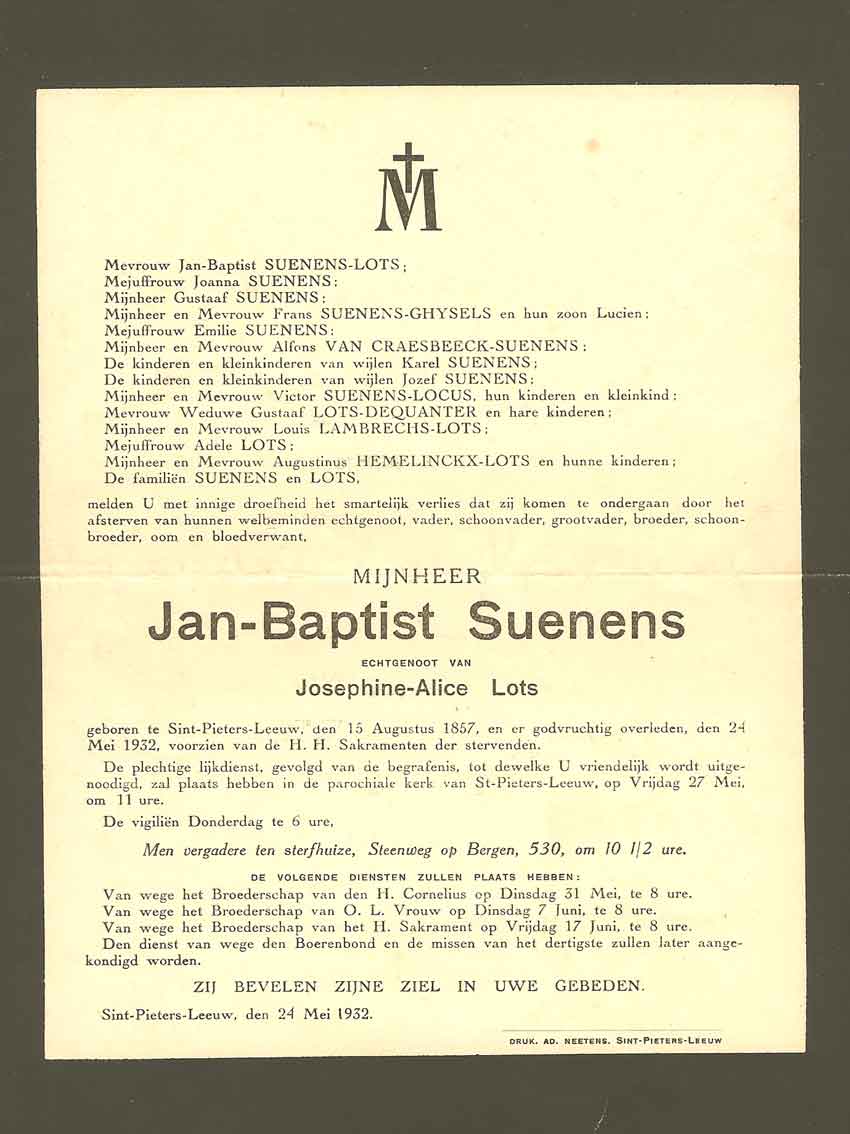 M
Mevrouw Jan-Baptist SUENENS-LOTS;
Mejuffrouw Joanna SUENENS;
Mijnheer Gustaaf SUENENS;
Mijnheer en Mevrouw Frans SUENENS-GHYSELS en hun zoon Lucien;
Mejuffrouw Emilie SUENENS;
Mijnheer en Mevrouw Alfons VAN CRAESBEECK-SUENENS;
De kinderen en kleinkinderen van wijlen Karel SUENENS;
De kinderen en kleinkinderen van wijlen Jozef SUENENS;
Mijnheer en Mevrouw Victor SUENENS-LOCUS, hun kinderen en kleinkind;
Mevrouw Weduwe Gustaaf LOTS-DEQUANTER en hare kinderen;
Mijnheer en Mevrouw Louis LAMBRECHS-LOTS;
Mejuffrouw Adele LOTS;
Mijnheer en Mevrouw Augustinus HEMELINCKX-LOTS en hunne kinderen;
De familiën SUENENS en LOTS,
melden U met innige droefheid het smartelijk verlies dat zij komen te ondergaan door het
afsterven van hunnen welbeminden echtgenoot, vader, schoonvader, grootvader, broeder, schoon-
broeder, oom en bloedverwant,
MIJNHEER
Jan-Baptist Suenens
ECHTGENOOT VAN
Josephine-Alice Lots
geboren te Sint-Pieters-Leeuw, den 15 Augustus 1857, en er godvruchtig overleden, den 24
Mei 1932, voorzien van de H. H. Sakramenten der stervenden.
De plechtige lijkdienst, gevolgd van de begrafenis, tot dewelke U vriendelijk wordt uitge-
noodigd, zal plaats hebben in de parochiale kerk van St-Pieters-Leeuw, op Vrijdag 27 Mei,
om 11 ure.
De vigiliën Donderdag te 6 ure,
Men vergadere ten sterfhuize, Steenweg op Bergen, 530, om 10 1/2 ure.
DE VOLGENDE DIENSTEN ZULLEN PLAATS HEBBEN:
Van wege het Broederschap van den H. Cornelius op Dinsdag 31 Mei, te 8 ure.
Van wege het Broederschap van O. L. Vrouw op Dinsdag 7 Juni, te 8 ure.
Van wege het Broederschap van het H. Sakrament op Vrijdag 17 Juni, te 8 ure.
Den dienst van wege den Boerenbond en de missen van het dertigste zullen later aange-
kondigd worden.
ZIJ BEVELEN ZIJNE ZIEL IN UWE GEBEDEN.
Sint-Pieters-Leeuw, den 24 Mei 1932.
DRUK. AD. NEETENS. SINT-PIETERS-LEEUW